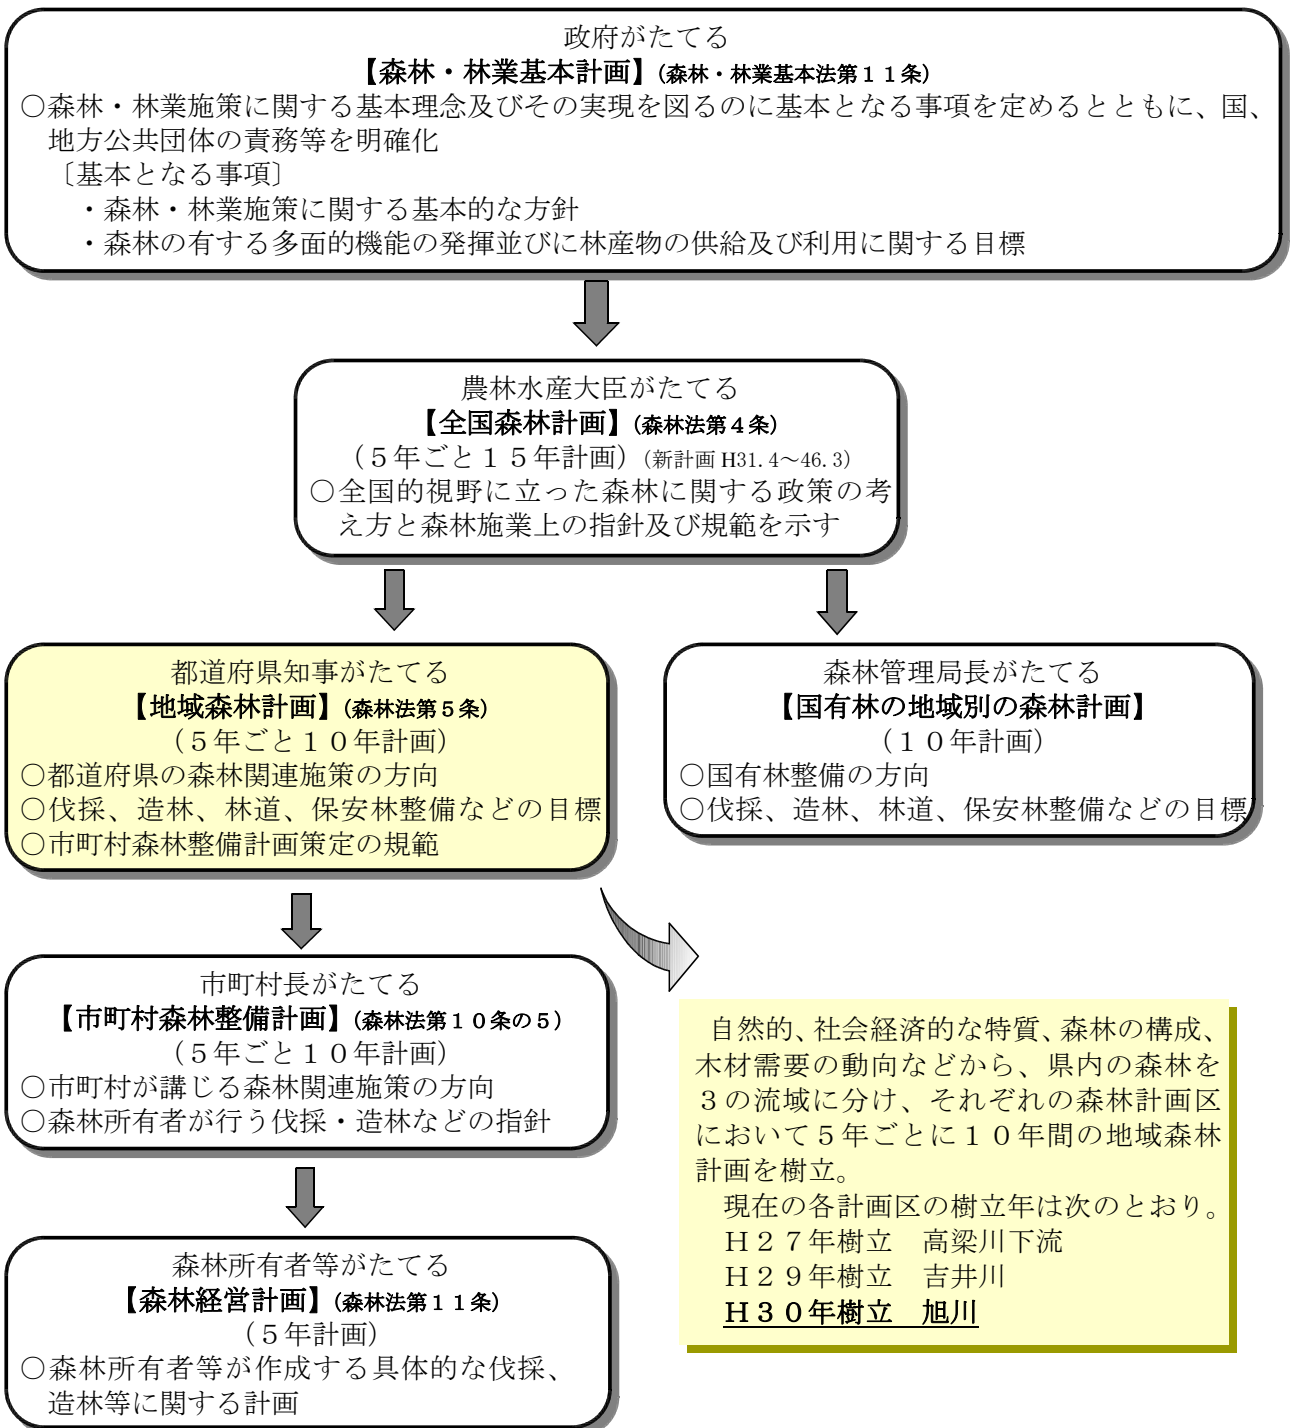 政府がたてる
【森林・林業基本計画】(森林・林業基本法第11条)
○森林・林業施策に関する基本理念及びその実現を図るのに基本となる事項を定めるとともに、国、
地方公共団体の責務等を明確化
〔基本となる事項〕
・森林・林業施策に関する基本的な方針
・森林の有する多面的機能の発揮並びに林産物の供給及び利用に関する目標
農林水産大臣がたてる
【全国森林計画】(森林法第4条)
(5年ごと15年計画)(新計画 H31.4~46.3)
○全国的視野に立った森林に関する政策の考
え方と森林施業上の指針及び規範を示す
都道府県知事がたてる
【地域森林計画】(森林法第5条)
(5年ごと10年計画)
○都道府県の森林関連施策の方向
○伐採、造林、林道、保安林整備などの目標
○市町村森林整備計画策定の規範
森林管理局長がたてる
【国有林の地域別の森林計画】
(10年計画)
○国有林整備の方向
○伐採、造林、林道、保安林整備などの目標
市町村長がたてる
【市町村森林整備計画】(森林法第10条の5)
(5年ごと10年計画)
○市町村が講じる森林関連施策の方向
○森林所有者が行う伐採・造林などの指針
自然的、社会経済的な特質、森林の構成、
木材需要の動向などから、県内の森林を
3の流域に分け、それぞれの森林計画区
において5年ごとに10年間の地域森林
計画を樹立。
現在の各計画区の樹立年は次のとおり。
H27年樹立 高梁川下流
H29年樹立 吉井川
H30年樹立 旭川
森林所有者等がたてる
【森林経営計画】(森林法第11条)
(5年計画)
○森林所有者等が作成する具体的な伐採、
造林等に関する計画